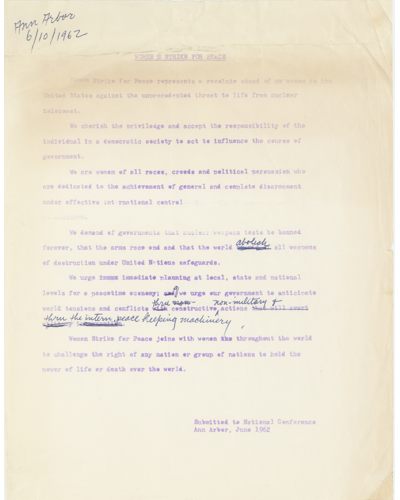 Ann Arbor
6/10/1962
WOMEN'S STRIKE FOR PEACE
Women Strike for Peace represents a resolute stand of women in the
United States against the unprecedented threat to life from nuclear
holocaust.
We cherish the priviledge and accept the responsibility of the
individual in a democratic society to act to influence the course of
government.
We are women of all races, creeds and political persuasion who
are dedicated to the achievement of general and complete disarmament
under effective international control
We demand of governments that nuclear weapons tests be banned
forever, that the arms race end and that the world abolish all weapons
of destruction under United Nations safeguards.
We urge immediate planning at local, state and national
levels for a peacetime economy; & we urge our government to anticipate
thru non-military &
world tensions and conflicts with constructive actions that will avert
thru the intern. peace keeping machinery,
Women Strike for Peace joins with women throughout the world
to challenge the right of any nation or group of nations to hold the
power of life or death over the world.
Submitted to National Conference
Ann Arbor, June 1962